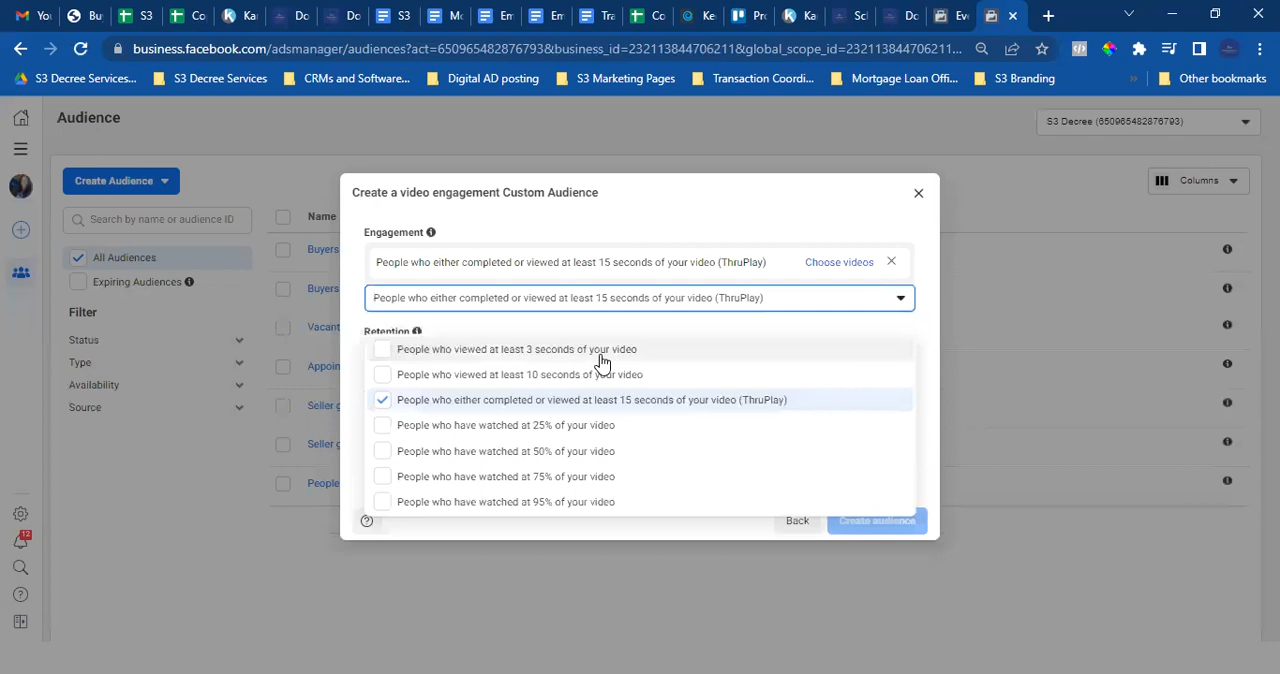 You
Bu
S3
Co
Ka
Do
Do
S3
Mo
Em
Em
Tra
Co
Ke
Pro
Ka
Sci
Do
Eve
business.facebook.com/adsmanager/audiences?act=650965482876793&business_id=232113844706211&global_scope_id=232113844706211...
S3 Decree Services...
S3 Decree Services
CRMs and Software...
Digital AD posting
S3 Marketing Pages
Transaction Coordi...
Mortgage Loan Offi...
S3 Branding
»
Other bookmarks
Audience
S3 Decree (650965482876793)
Create Audience
Columns
Search by name or audience ID
Name
All Audiences
Expiring Audiences
Filter
Status
Type
Availability
Source
12
Buyers
Buyers
Vacant
Appoin
Seller g
Seller g
People
Create a video engagement Custom Audience
Engagement
People who either completed or viewed at least 15 seconds of your video (ThruPlay)
Choose videos
People who either completed or viewed at least 15 seconds of your video (ThruPlay)
Retention
People who viewed at least 3 seconds of your video
People who viewed at least 10 seconds of your video
People who either completed or viewed at least 15 seconds of your video (ThruPlay)
People who have watched at 25% of your video
People who have watched at 50% of your video
People who have watched at 75% of your video
People who have watched at 95% of your video
Back
Create audience